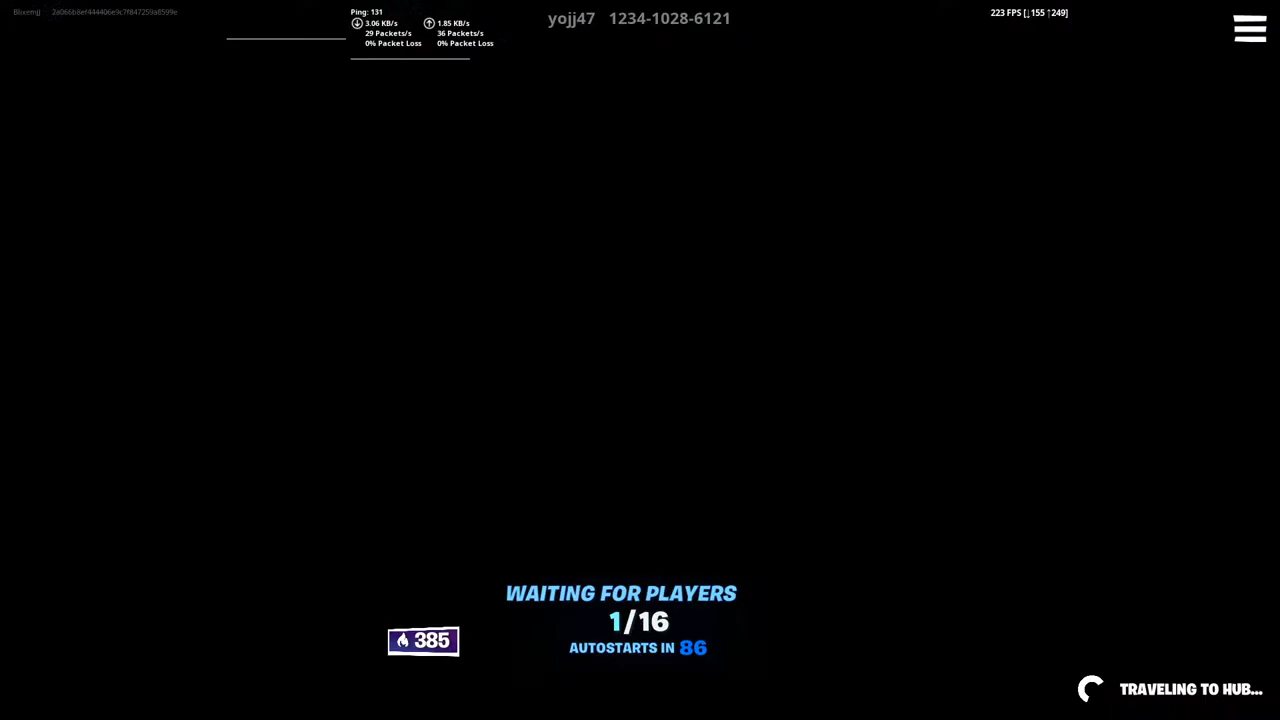 BlixemJJ
Ping: 131
3.06 KB/s 1.85 KB/s
29 Packets/s 36 Packets/s
0% Packet Loss 0% Packet Loss
yojj47 1234-1028-6121
223 FPS [↓155 ↑249]
WAITING FOR PLAYERS
1/16
AUTOSTARTS IN 86
385
TRAVELING TO HUB...